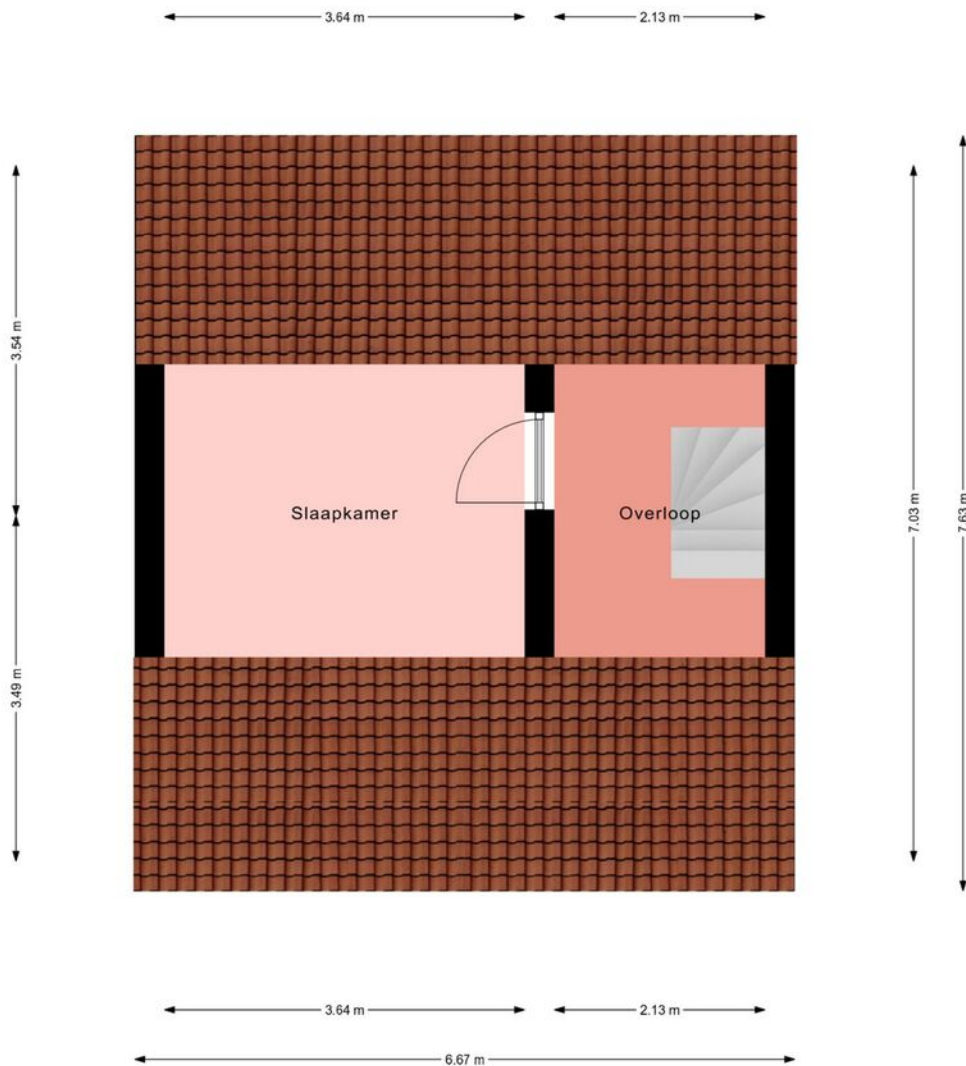 3.64 m
2.13 m
3.54 m
3.49 m
7.03 m
7.63 m
Slaapkamer
Overloop
3.64 m
2.13 m
6.67 m